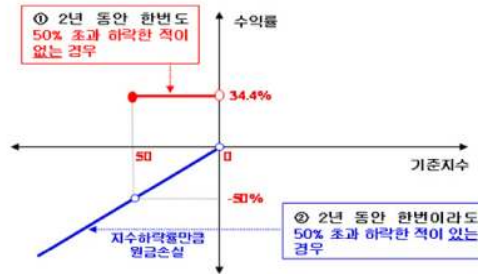 ① 2년 동안 한번도
50% 초과 하락한 적이
없는 경우
수익률
34.4%
50
0
기준지수
-50%
지수하락률만큼
원금손실
② 2년 동안 한번이라도
50% 초과 하락한 적이 있는
경우